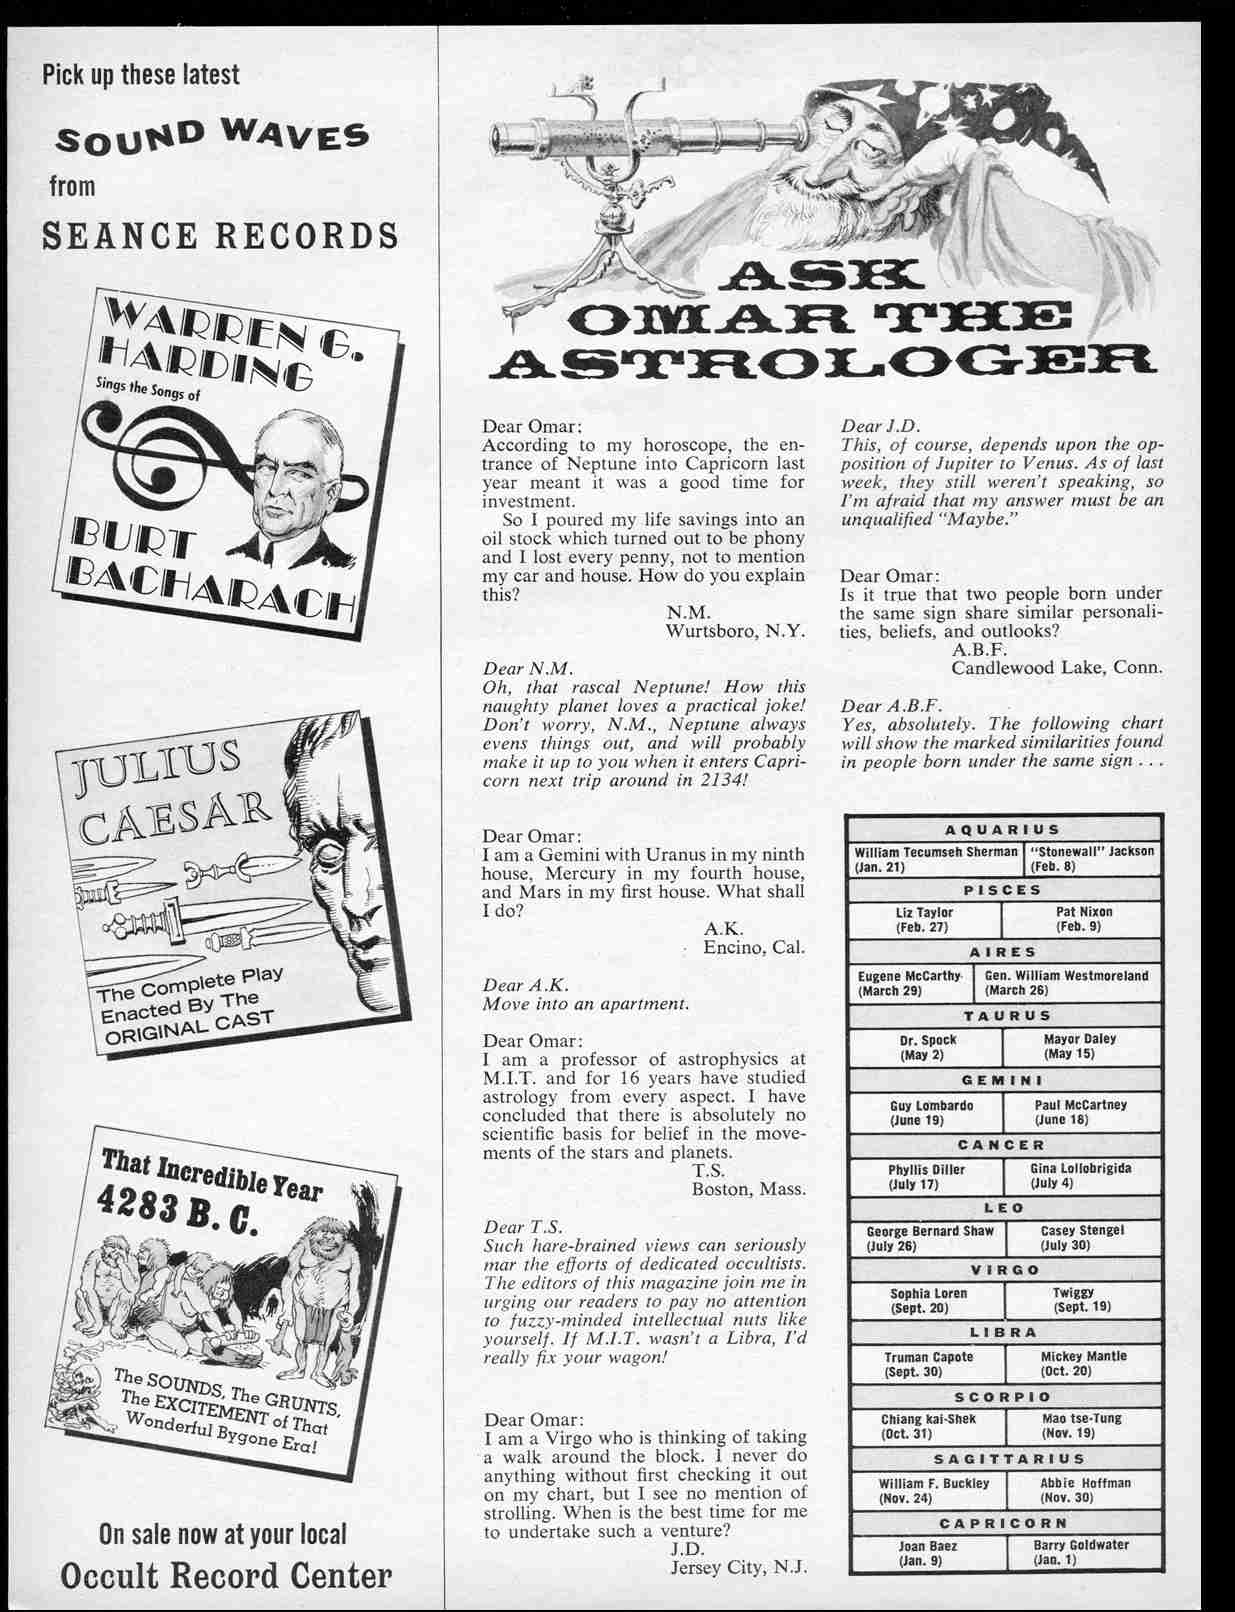 Pick up these latest
SOUND WAVES
from
SEANCE RECORDS
WARREN G.
HARDING
Sings the Songs of
BURT
BACHARACH
JULIUS
CAESAR
The Complete Play
Enacted By The
ORIGINAL CAST
That Incredible Year
4283 B.C.
The SOUNDS, The GRUNTS,
The EXCITEMENT of That
Wonderful Bygone Era!
On sale now at your local
Occult Record Center
ASK
OMAR THE
ASTROLOGER
Dear Omar:
According to my horoscope, the en-
trance of Neptune into Capricorn last
year meant it was a good time for
investment.
So I poured my life savings into an
oil stock which turned out to be phony
and I lost every penny, not to mention
my car and house. How do you explain
this?
N.M.
Wurtsboro, N.Y.
Dear N.M.
Oh, that rascal Neptune! How this
naughty planet loves a practical joke!
Don't worry, N.M., Neptune always
evens things out, and will probably
make it up to you when it enters Capri-
corn next trip around in 2134!
Dear Omar:
I am a Gemini with Uranus in my ninth
house, Mercury in my fourth house,
and Mars in my first house. What shall
I do?
A.K.
Encino, Cal.
Dear A.K.
Move into an apartment.
Dear Omar:
I am a professor of astrophysics at
M.I.T. and for 16 years have studied
astrology from every aspect. I have
concluded that there is absolutely no
scientific basis for belief in the move-
ments of the stars and planets.
T.S.
Boston, Mass.
Dear T.S.
Such hare-brained views can seriously
mar the efforts of dedicated occultists.
The editors of this magazine join me in
urging our readers to pay no attention
to fuzzy-minded intellectual nuts like
yourself. If M.I.T. wasn't a Libra, I'd
really fix your wagon!
Dear Omar:
I am a Virgo who is thinking of taking
a walk around the block. I never do
anything without first checking it out
on my chart, but I see no mention of
strolling. When is the best time for me
to undertake such a venture?
J.D.
Jersey City, N.J.
Dear J.D.
This, of course, depends upon the op-
position of Jupiter to Venus. As of last
week, they still weren't speaking, so
I'm afraid that my answer must be an
unqualified "Maybe."
Dear Omar:
Is it true that two people born under
the same sign share similar personali-
ties, beliefs, and outlooks?
A.B.F.
Candlewood Lake, Conn.
Dear A.B.F.
Yes, absolutely. The following chart
will show the marked similarities found
in people born under the same sign . . .
AQUARIUS
William Tecumseh Sherman "Stonewall" Jackson
(Jan. 21) (Feb. 8)
PISCES
Liz Taylor Pat Nixon
(Feb. 27) (Feb. 9)
AIRES
Eugene McCarthy Gen. William Westmoreland
(March 29) (March 26)
TAURUS
Dr. Spock Mayor Daley
(May 2) (May 15)
GEMINI
Guy Lombardo Paul McCartney
(June 19) (June 18)
CANCER
Phyllis Diller Gina Lollobrigida
(July 17) (July 4)
LEO
George Bernard Shaw Casey Stengel
(July 26) (July 30)
VIRGO
Sophia Loren Twiggy
(Sept. 20) (Sept. 19)
LIBRA
Truman Capote Mickey Mantle
(Sept. 30) (Oct. 20)
SCORPIO
Chiang kai-Shek Mao tse-Tung
(Oct. 31) (Nov. 19)
SAGITTARIUS
William F. Buckley Abbie Hoffman
(Nov. 24) (Nov. 30)
CAPRICORN
Joan Baez Barry Goldwater
(Jan. 9) (Jan. 1)